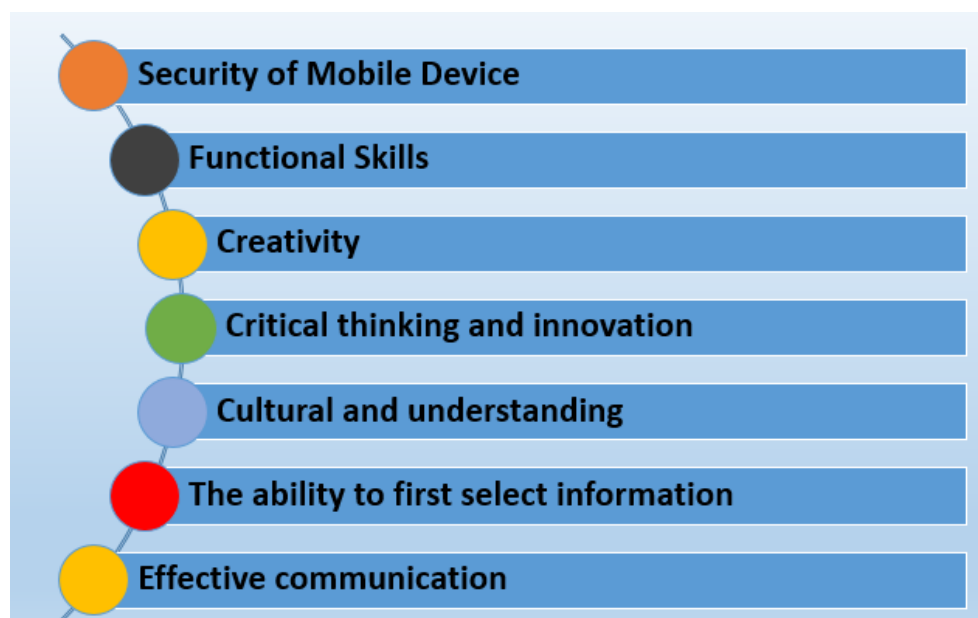 Security of Mobile Device
Functional Skills
Creativity
Critical thinking and innovation
Cultural and understanding
The ability to first select information
Effective communication